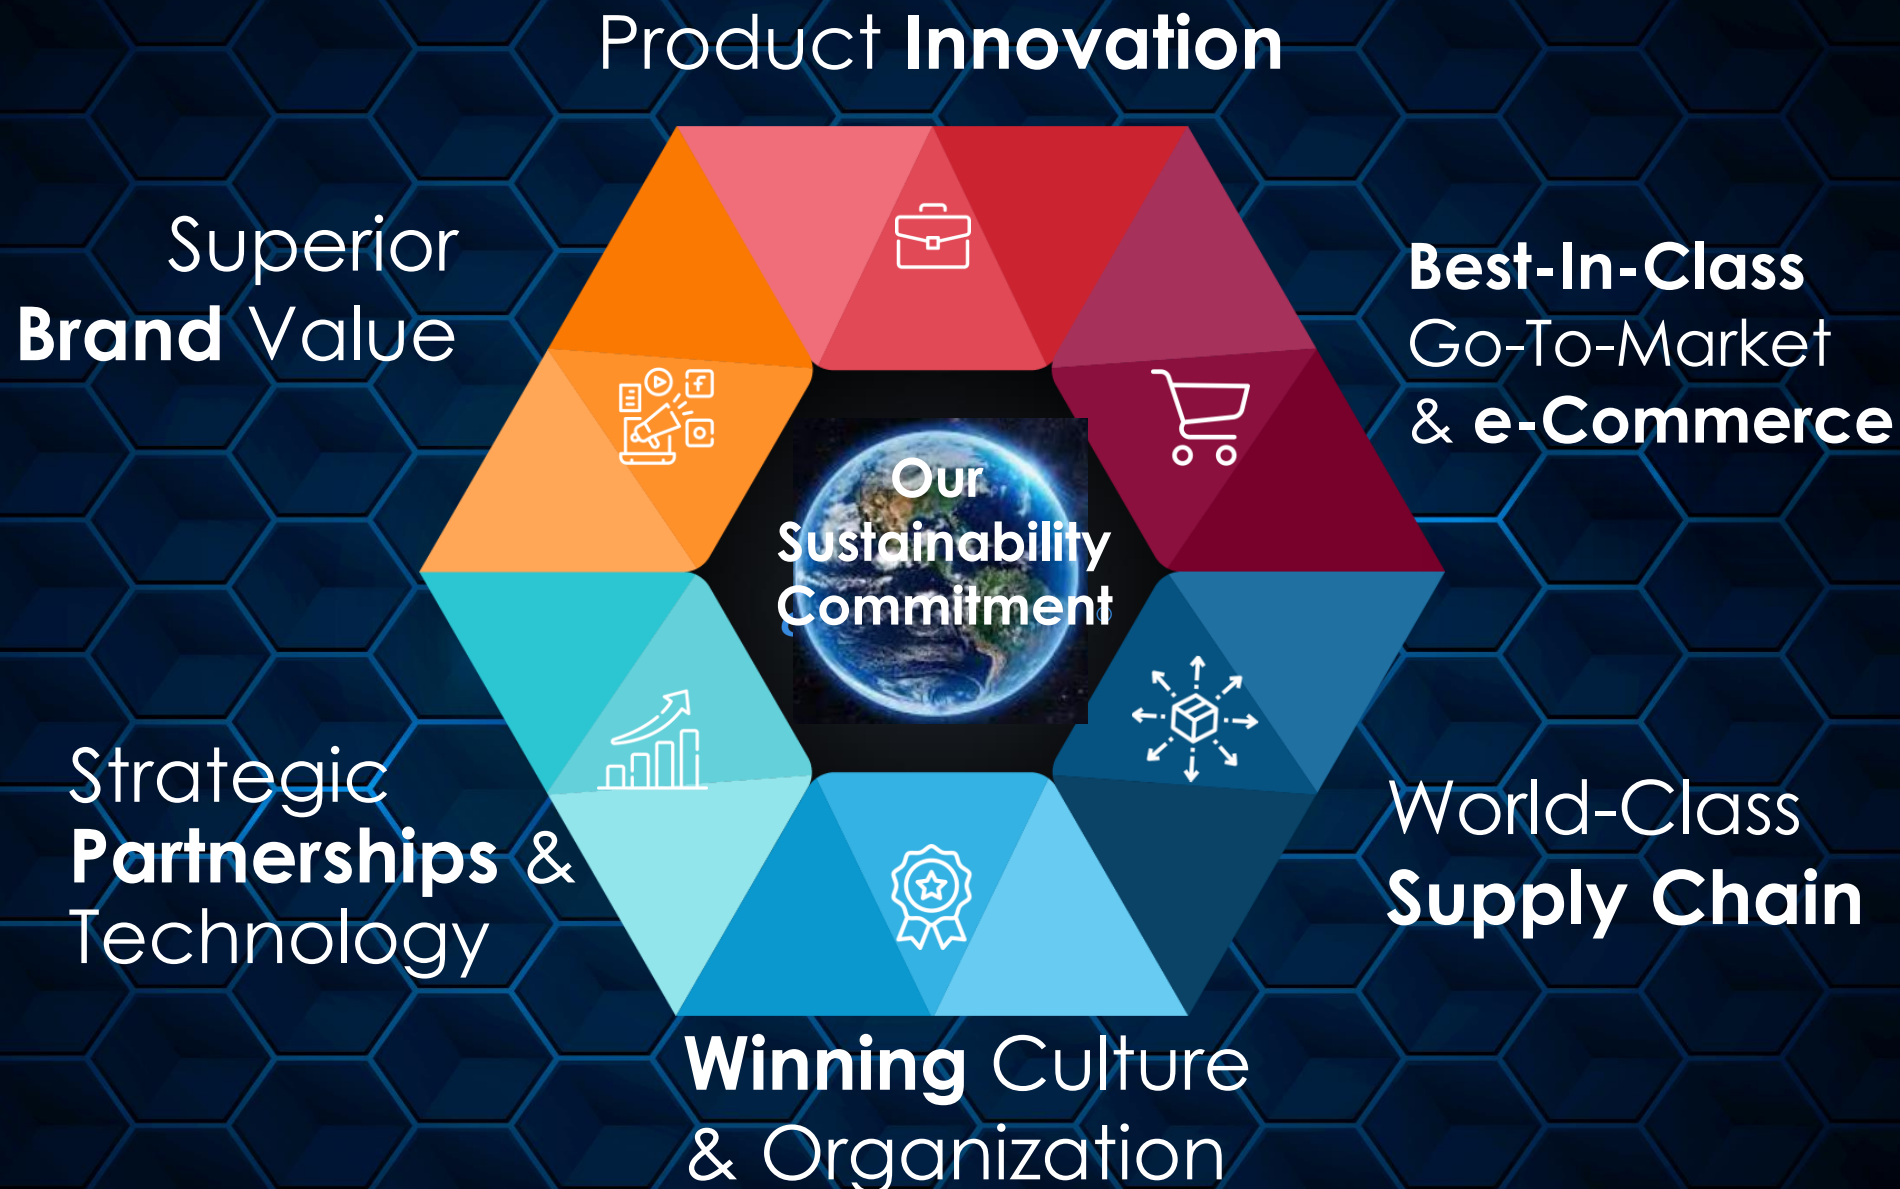 Product Innovation
Superior
Brand Value
Best-In-Class
Go-To-Market
& e-Commerce
Our
Sustainability
Commitment
Strategic
Partnerships &
Technology
World-Class
Supply Chain
Winning Culture
& Organization